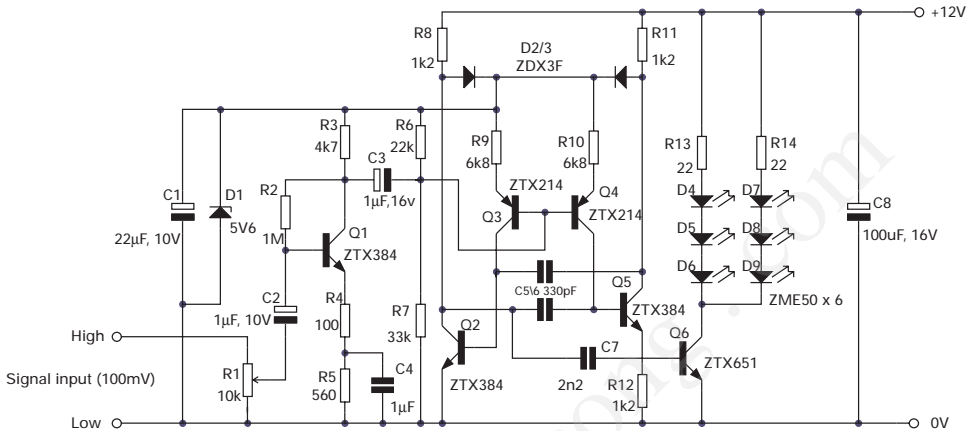 +12V
R8
1k2
D2/3
ZDX3F
R11
1k2
R3
4k7
R6
22k
C3
1µF,16v
R9
6k8
R10
6k8
R13
22
R14
22
C1
22µF, 10V
D1
5V6
R2
1M
Q1
ZTX384
ZTX214
Q3
Q4
ZTX214
D4
D7
D5
D8
D6
D9
ZME50 x 6
C8
100uF, 16V
C2
1µF, 10V
R4
100
R7
33k
C5\6 330pF
Q5
ZTX384
Q2
ZTX384
C7
2n2
Q6
ZTX651
High
Signal input (100mV)
R1
10k
R5
560
C4
1µF
R12
1k2
Low
0V